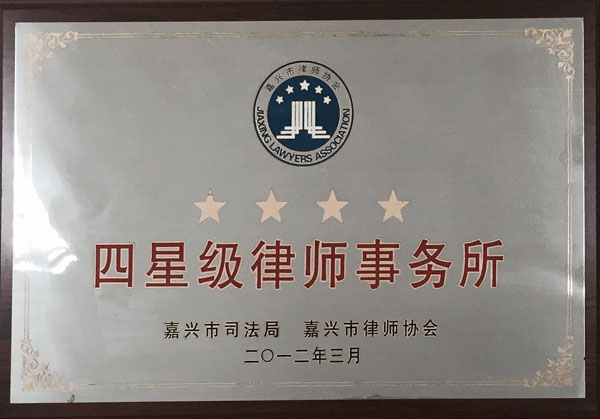 嘉兴市律师协会
JIAXING LAWYERS ASSOCIATION
四星级律师事务所
嘉兴市司法局 嘉兴市律师协会
二〇一二年三月